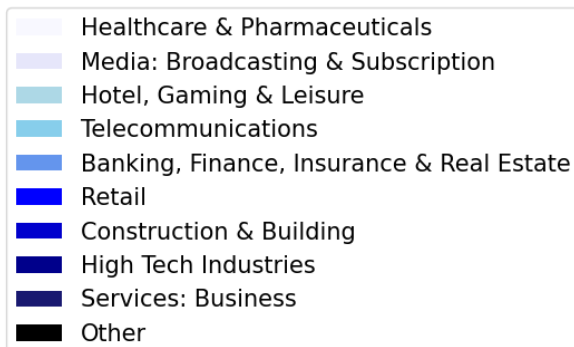 Healthcare & Pharmaceuticals
Media: Broadcasting & Subscription
Hotel, Gaming & Leisure
Telecommunications
Banking, Finance, Insurance & Real Estate
Retail
Construction & Building
High Tech Industries
Services: Business
Other